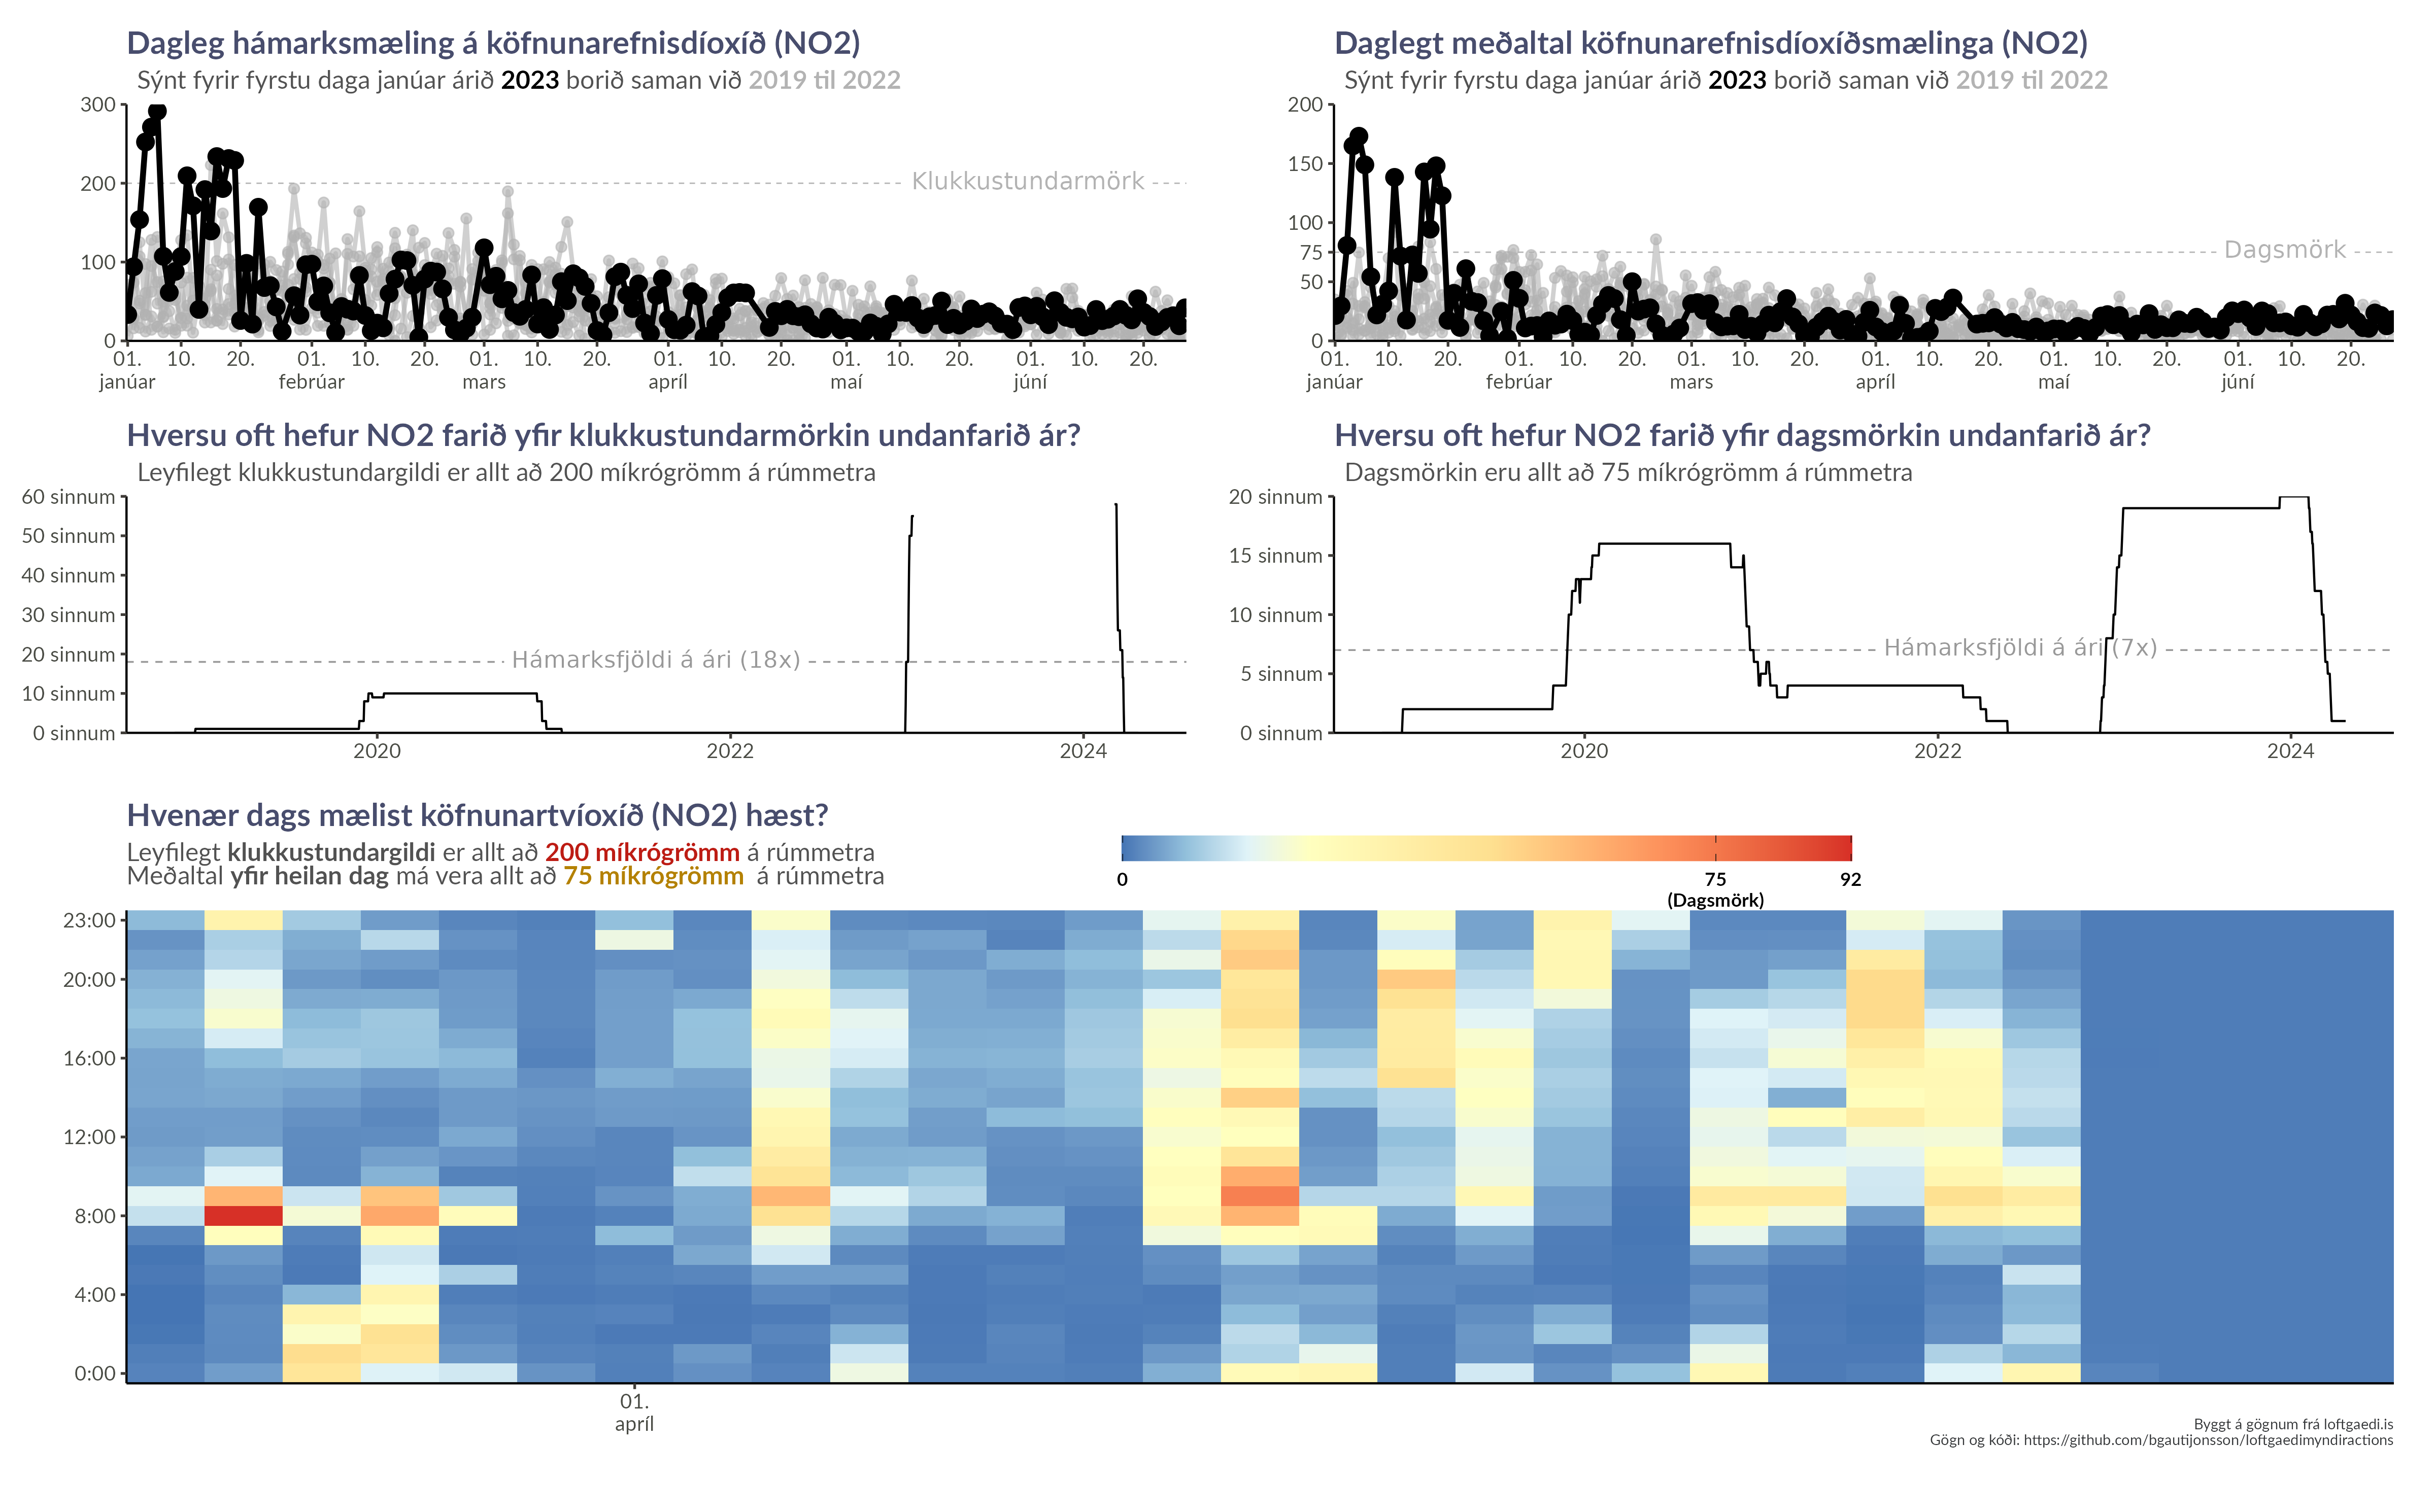 Dagleg hámarksmæling á köfnunarefnisdíoxíð (NO2)
Sýnt fyrir fyrstu daga janúar árið 2023 borið saman við 2019 til 2022
300
200
100
0
Klukkustundarmörk
01. 10. 20. 01. 10. 20. 01. 10. 20. 01. 10. 20. 01. 10. 20. 01. 10. 20.
janúar febrúar mars apríl maí júní
Daglegt meðaltal köfnunarefnisdíoxíðsmælinga (NO2)
Sýnt fyrir fyrstu daga janúar árið 2023 borið saman við 2019 til 2022
200
150
100
75
50
0
Dagsmörk
01. 10. 20. 01. 10. 20. 01. 10. 20. 01. 10. 20. 01. 10. 20. 01. 10. 20.
janúar febrúar mars apríl maí júní
Hversu oft hefur NO2 farið yfir klukkustundarmörkin undanfarið ár?
Leyfilegt klukkustundargildi er allt að 200 míkrógrömm á rúmmetra
60 sinnum
50 sinnum
40 sinnum
30 sinnum
20 sinnum
10 sinnum
0 sinnum
Hámarksfjöldi á ári (18x)
2020 2022 2024
Hversu oft hefur NO2 farið yfir dagsmörkin undanfarið ár?
Dagsmörkin eru allt að 75 míkrógrömm á rúmmetra
20 sinnum
15 sinnum
10 sinnum
5 sinnum
0 sinnum
Hámarksfjöldi á ári (7x)
2020 2022 2024
Hvenær dags mælist köfnunartvíoxíð (NO2) hæst?
Leyfilegt klukkustundargildi er allt að 200 míkrógrömm á rúmmetra
Meðaltal yfir heilan dag má vera allt að 75 míkrógrömm á rúmmetra
0 75 92
(Dagsmörk)
23:00
20:00
16:00
12:00
8:00
4:00
0:00
01.
apríl
Byggt á gögnum frá loftgaedi.is
Gögn og kóði: https://github.com/bgautijonsson/loftgaedimyndiractions